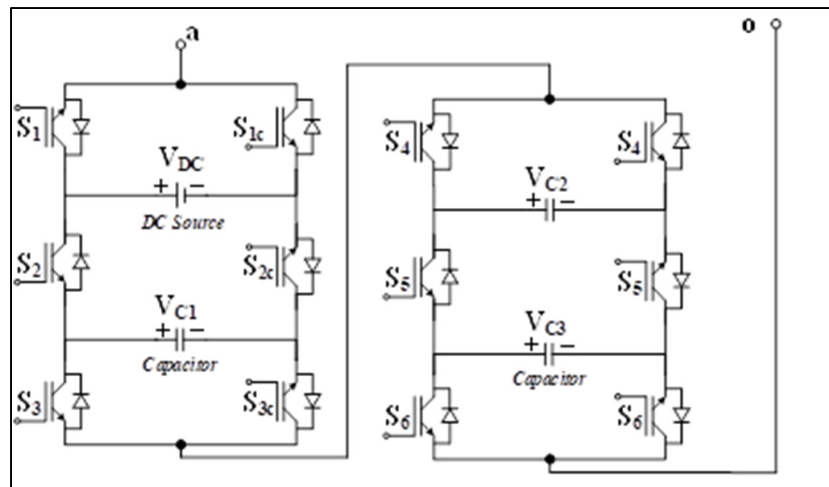 a
o
S1
S1c
S4
S4
VDC
+ −
DC Source
VC2
+ −
S2
S2c
S5
S5
VC1
+ −
Capacitor
VC3
+ −
Capacitor
S3
S3c
S6
S6